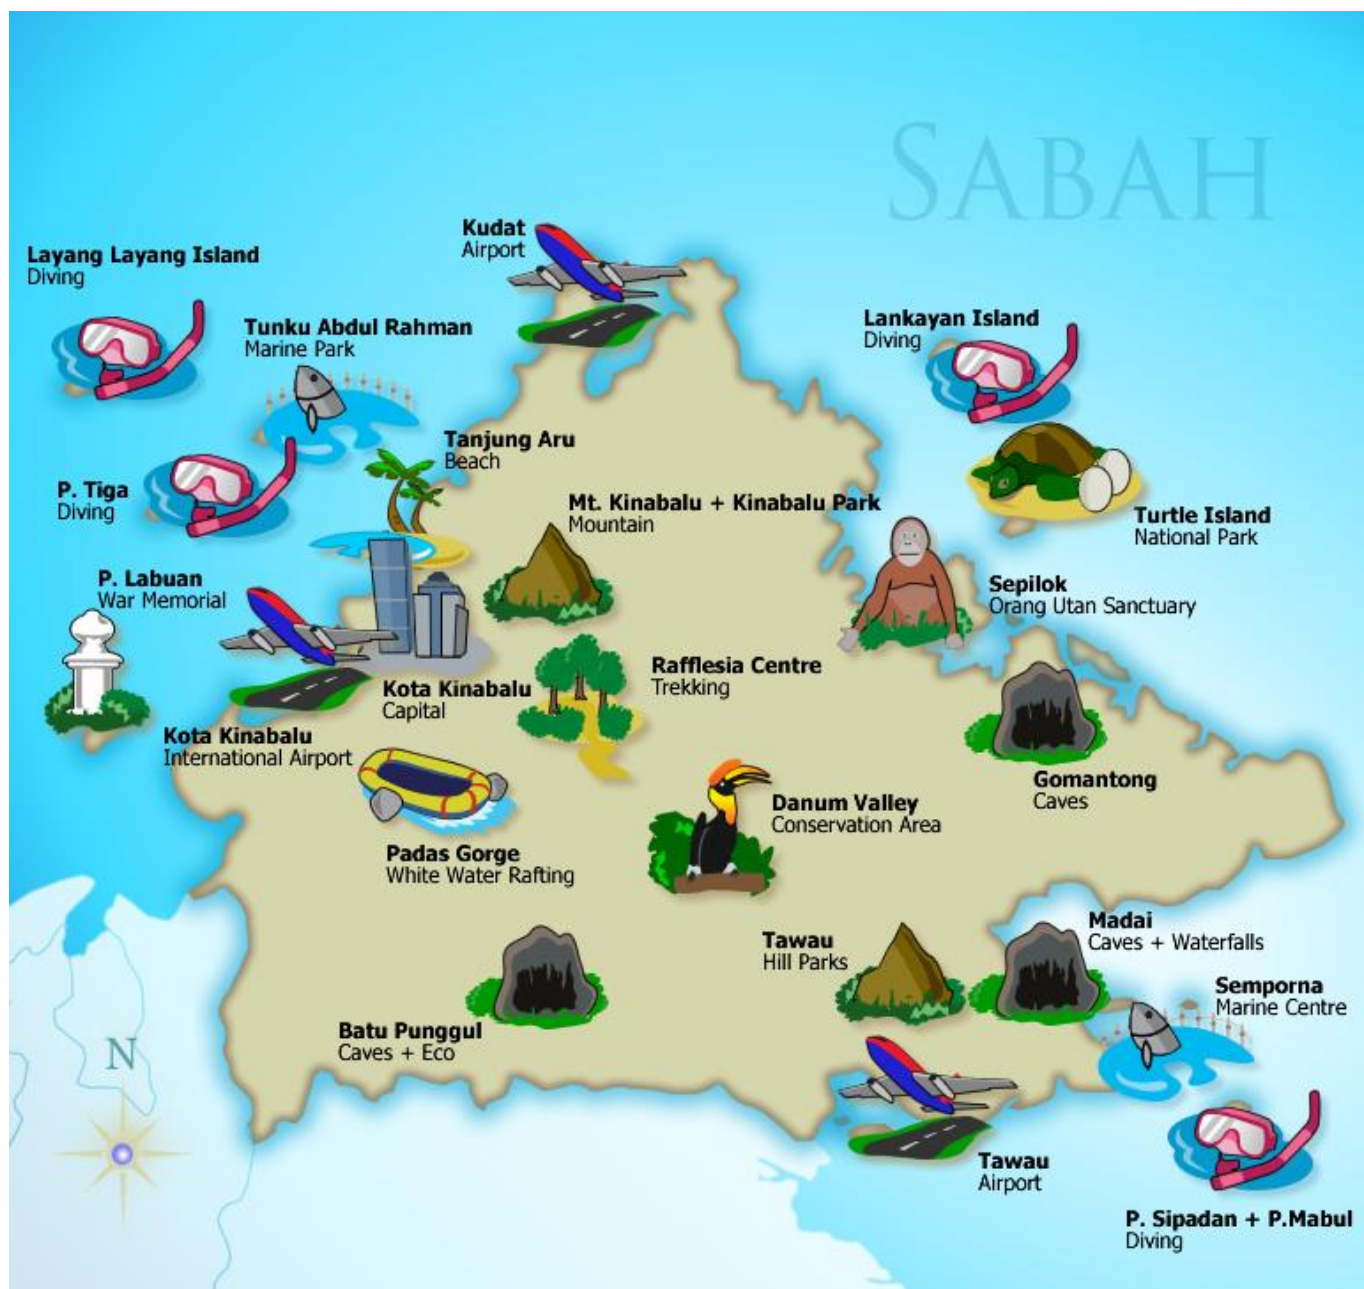 SABAH
Kudat
Airport
Layang Layang Island
Diving
Tunku Abdul Rahman
Marine Park
Lankayan Island
Diving
Tanjung Aru
Beach
P. Tiga
Diving
Mt. Kinabalu + Kinabalu Park
Mountain
Turtle Island
National Park
P. Labuan
War Memorial
Sepilok
Orang Utan Sanctuary
Rafflesia Centre
Trekking
Kota Kinabalu
Capital
Kota Kinabalu
International Airport
Gomantong
Caves
Danum Valley
Conservation Area
Padas Gorge
White Water Rafting
Madai
Caves + Waterfalls
Tawau
Hill Parks
Semporna
Marine Centre
Batu Punggul
Caves + Eco
N
Tawau
Airport
P. Sipadan + P.Mabul
Diving